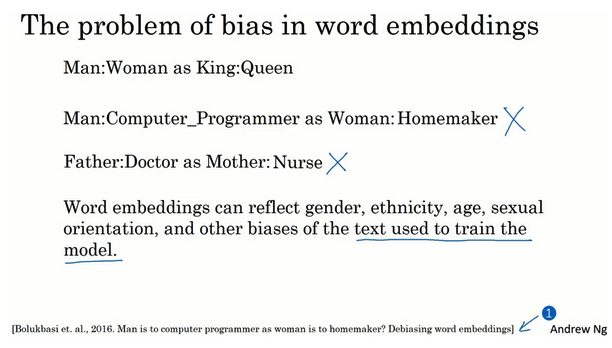 The problem of bias in word embeddings
Man:Woman as King:Queen
Man:Computer_Programmer as Woman:Homemaker
Father:Doctor as Mother:Nurse
Word embeddings can reflect gender, ethnicity, age, sexual
orientation, and other biases of the text used to train the
model.
1
[Bolukbasi et. al., 2016. Man is to computer programmer as woman is to homemaker? Debiasing word embeddings]
Andrew Ng